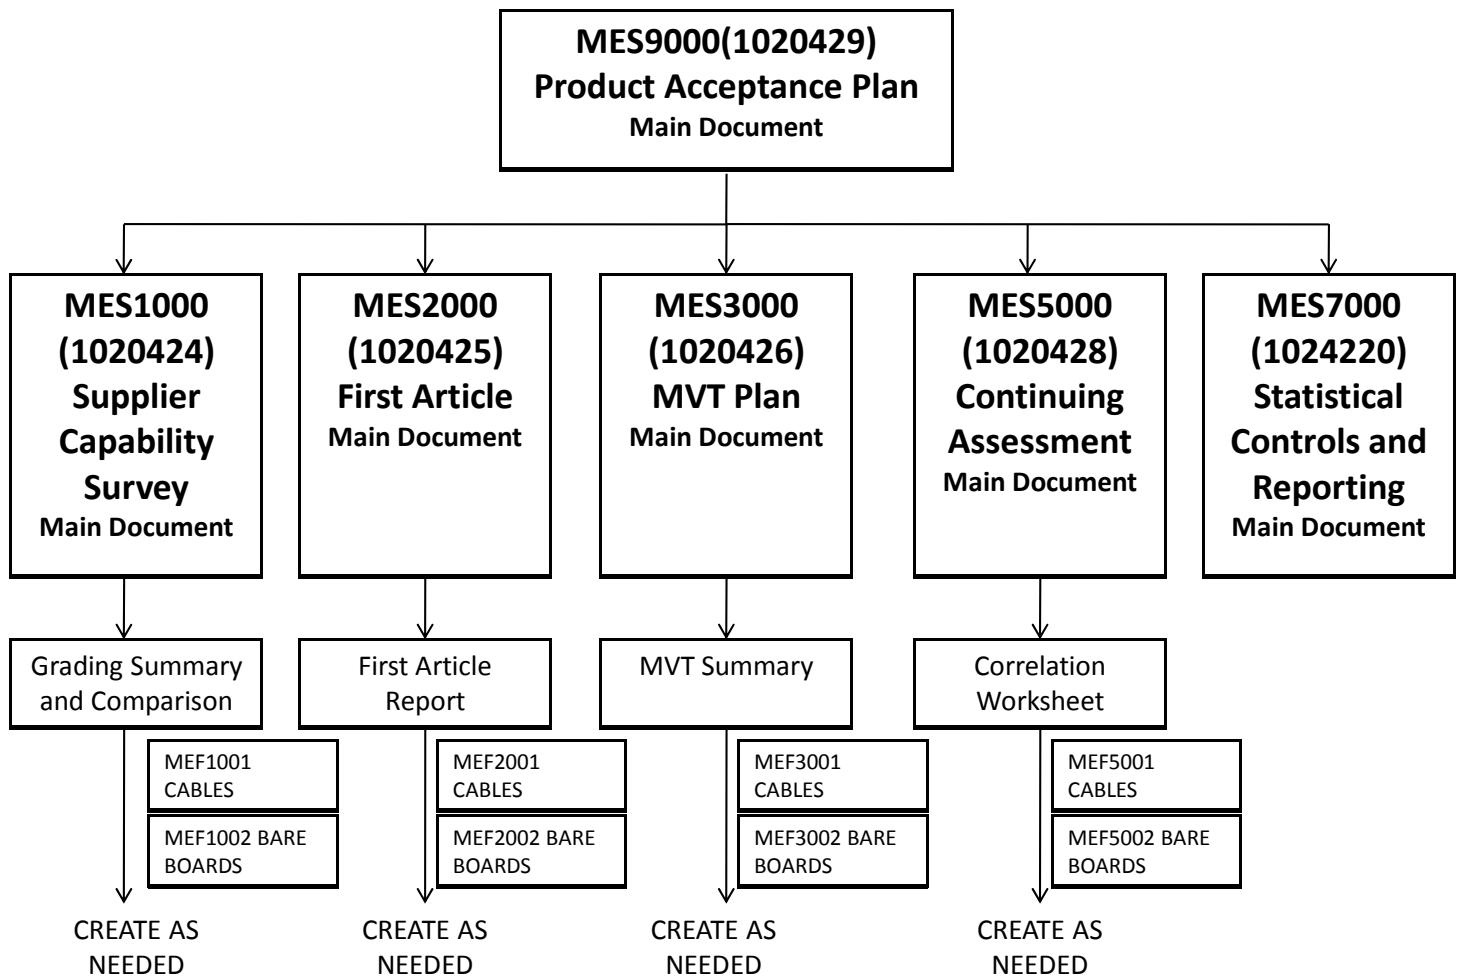 MES9000(1020429)
Product Acceptance Plan
Main Document
MES1000
(1020424)
Supplier
Capability
Survey
Main Document
MES2000
(1020425)
First Article
Main Document
MES3000
(1020426)
MVT Plan
Main Document
MES5000
(1020428)
Continuing
Assessment
Main Document
MES7000
(1024220)
Statistical
Controls and
Reporting
Main Document
Grading Summary
and Comparison
First Article
Report
MVT Summary
Correlation
Worksheet
MEF1001
CABLES
MEF1002 BARE
BOARDS
MEF2001
CABLES
MEF2002 BARE
BOARDS
MEF3001
CABLES
MEF3002 BARE
BOARDS
MEF5001
CABLES
MEF5002 BARE
BOARDS
CREATE AS
NEEDED
CREATE AS
NEEDED
CREATE AS
NEEDED
CREATE AS
NEEDED